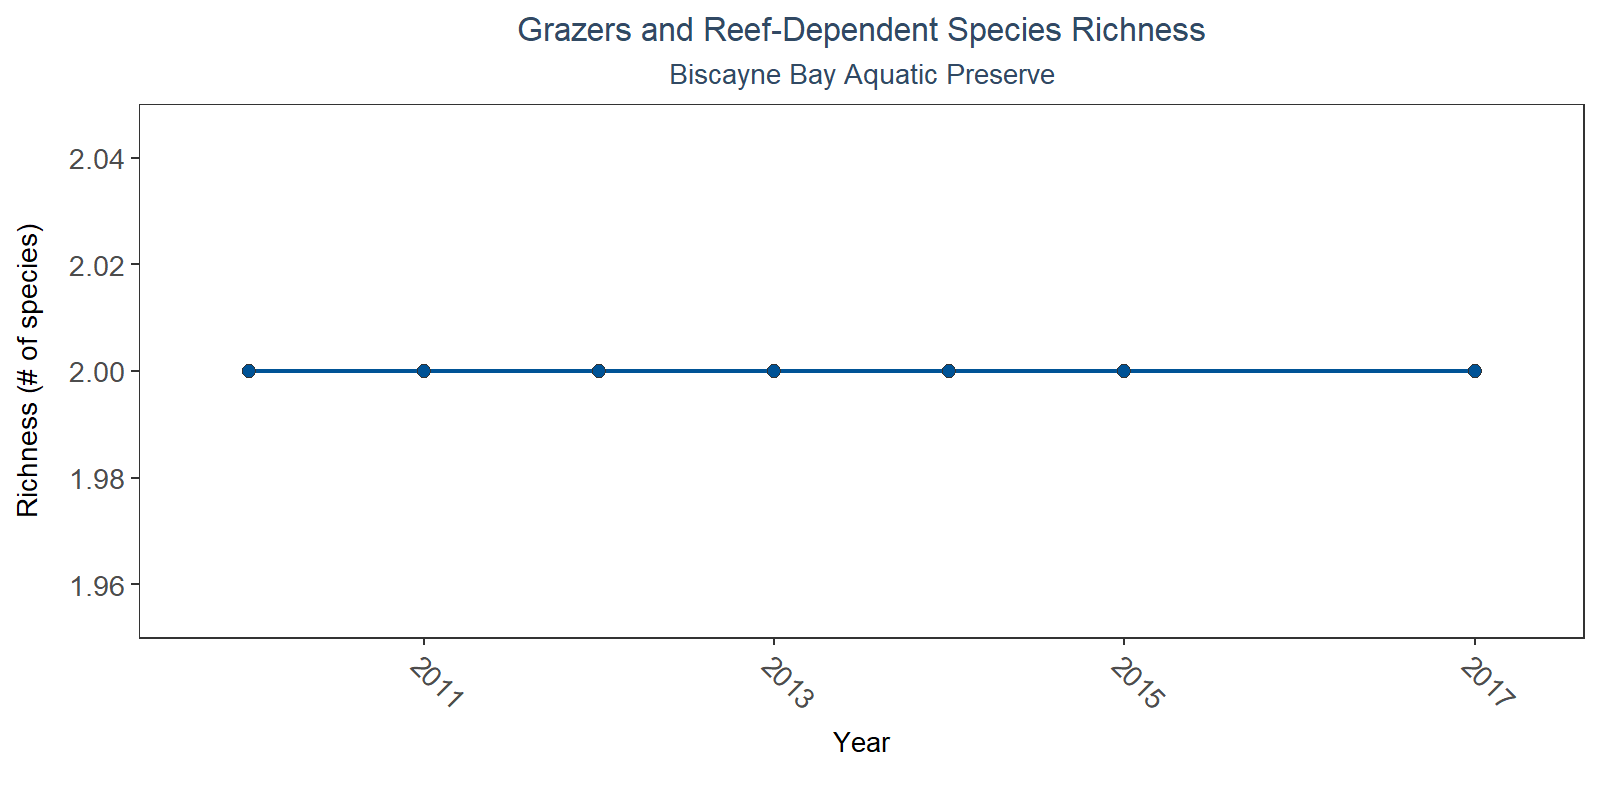 Grazers and Reef-Dependent Species Richness
Biscayne Bay Aquatic Preserve
Richness (# of species)
2.04
2.02
2.00
1.98
1.96
2011
2013
2015
2017
Year